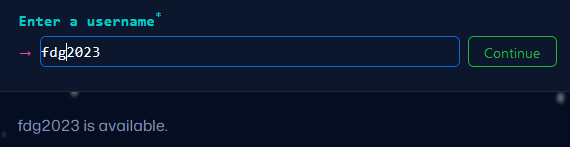 Enter a username*
→ fdg2023 Continue
fdg2023 is available.